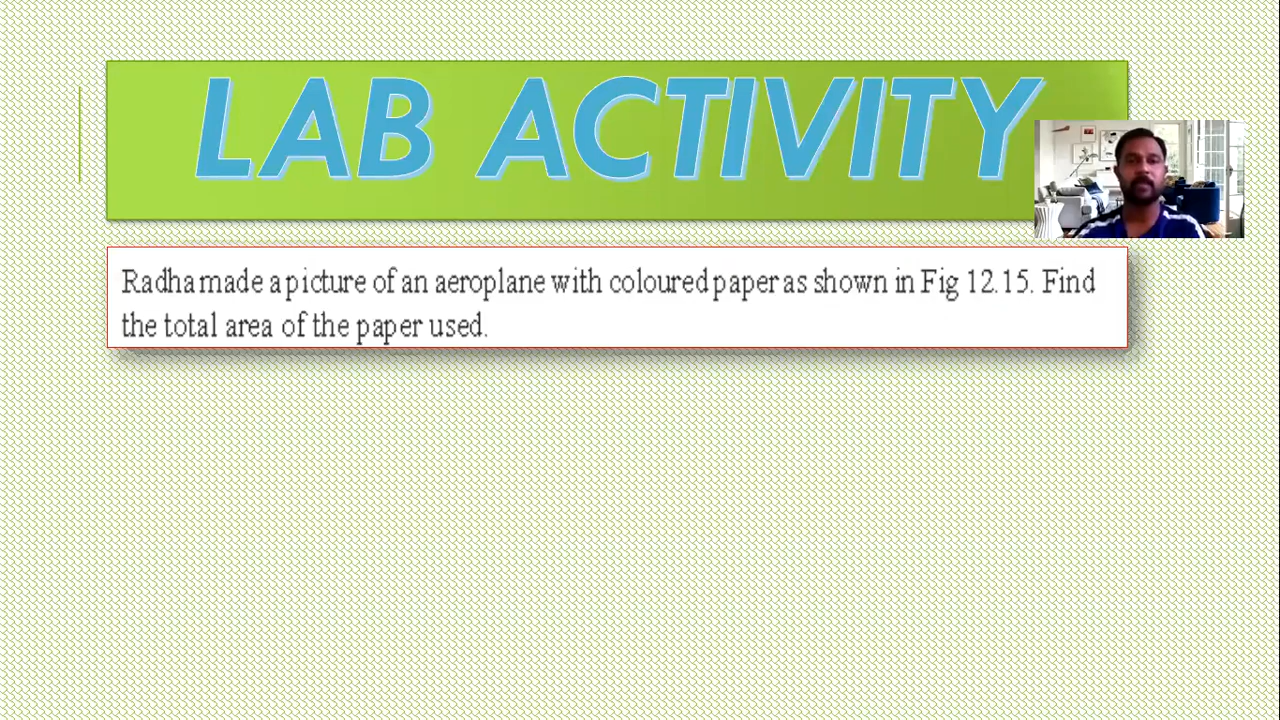 LAB ACTIVITY
Radha made a picture of an aeroplane with coloured paper as shown in Fig 12.15. Find
the total area of the paper used.